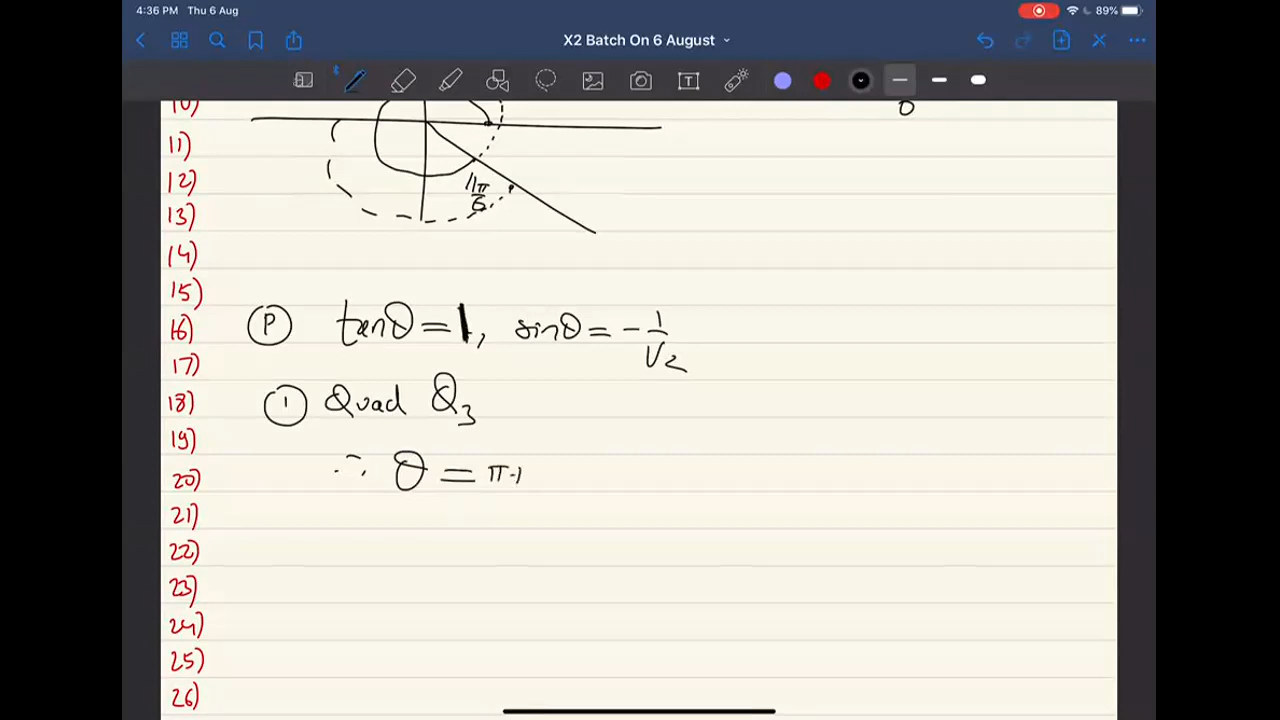 4:36 PM Thu 6 Aug
89%
X2 Batch On 6 August
10)
0
11)
12)
11π/6
13)
14)
15)
16) (P) tanθ = 1, sinθ = -1/√2
17)
18) (1) Quad Q3
19)
20) ∴ θ = π-
21)
22)
23)
24)
25)
26)